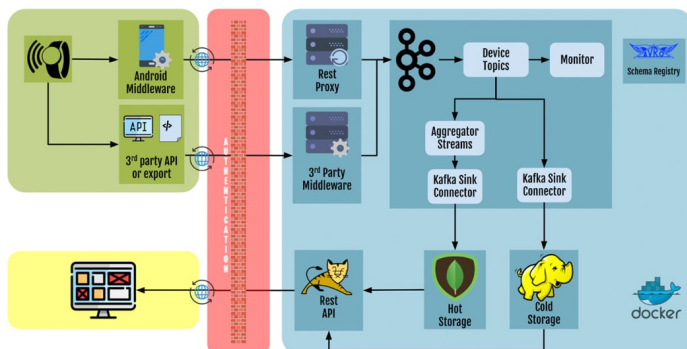 Android
Middleware
API
</>
3rd party API
or export
AUTHENTICATION
Rest
Proxy
3rd Party
Middleware
Device
Topics
Monitor
Aggregator
Streams
Kafka Sink
Connector
Kafka Sink
Connector
AVRO
Schema Registry
Rest
API
Hot
Storage
Cold
Storage
docker